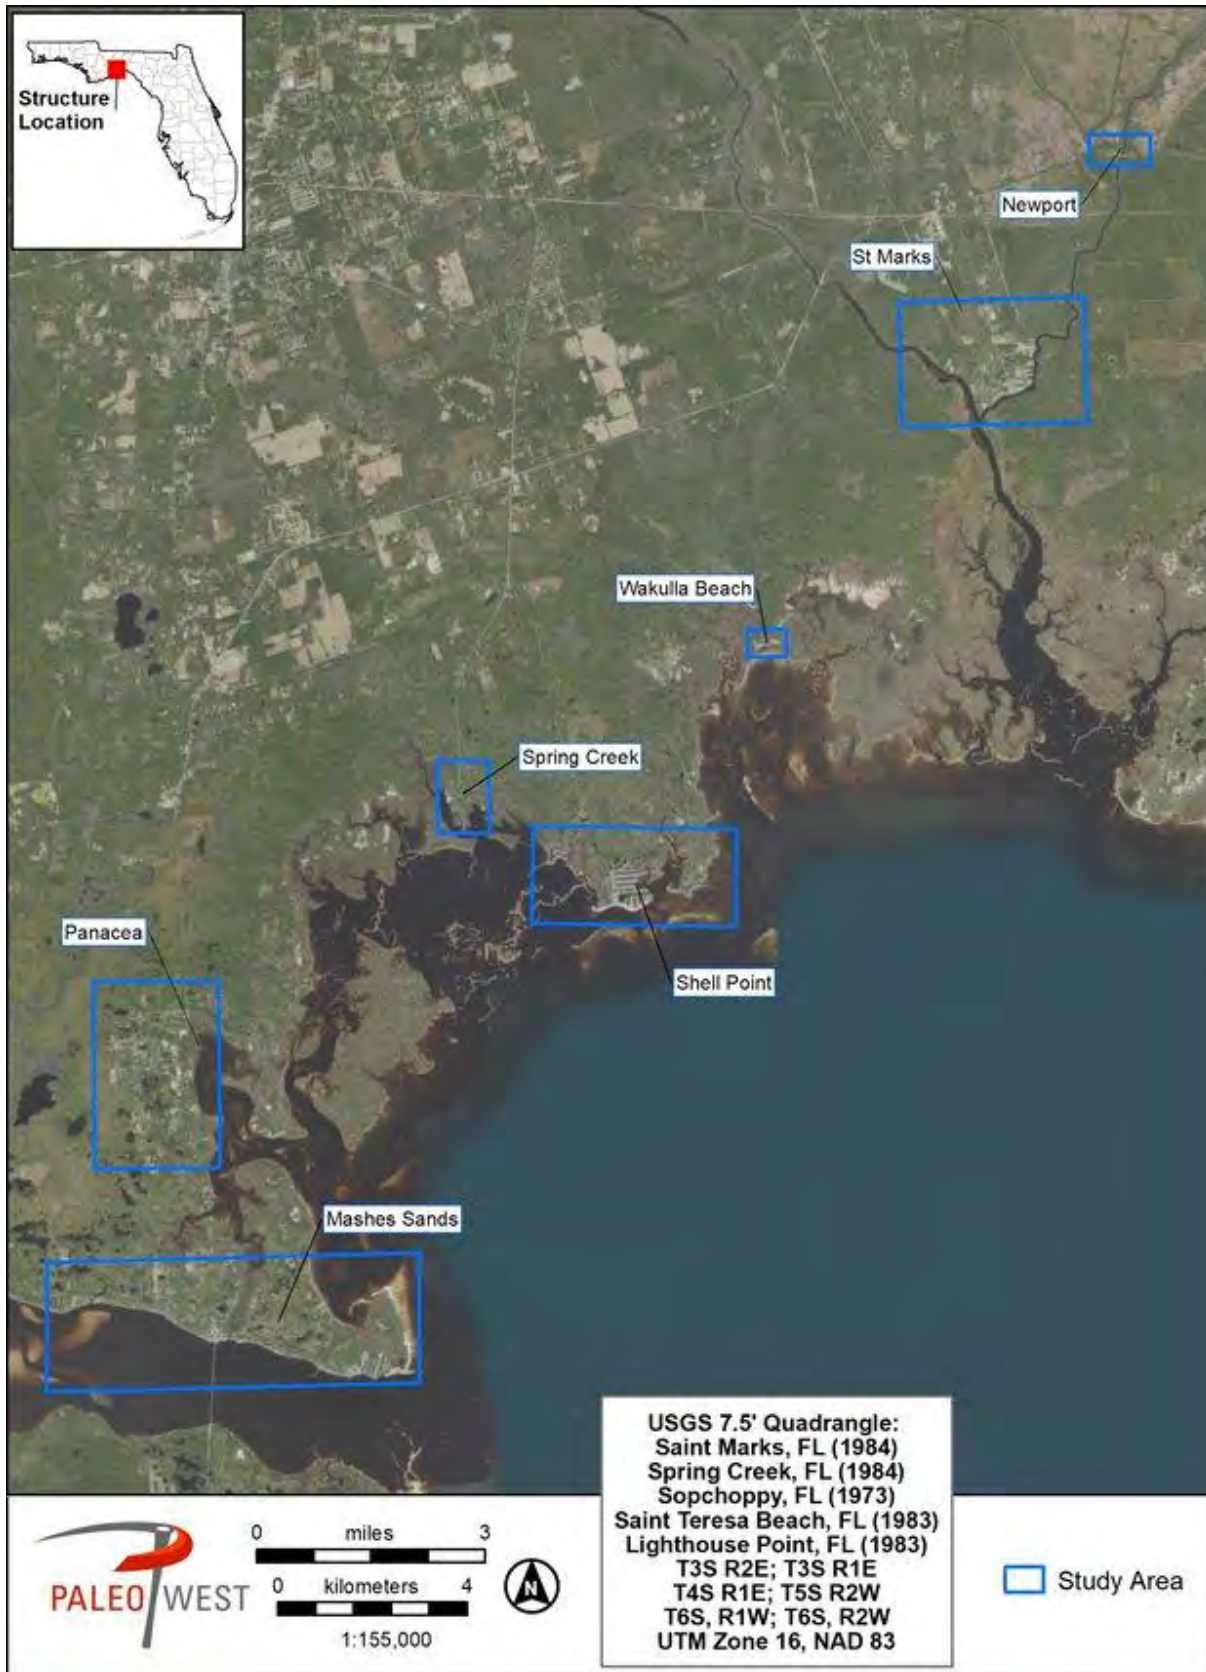 Structure
Location
Newport
St Marks
Wakulla Beach
Spring Creek
Panacea
Shell Point
Mashes Sands
USGS 7.5' Quadrangle:
Saint Marks, FL (1984)
Spring Creek, FL (1984)
Sopchoppy, FL (1973)
Saint Teresa Beach, FL (1983)
Lighthouse Point, FL (1983)
T3S R2E; T3S R1E
T4S R1E; T5S R2W
T6S, R1W; T6S, R2W
UTM Zone 16, NAD 83
PALEO WEST
0 miles 3
0 kilometers 4
1:155,000
N
Study Area